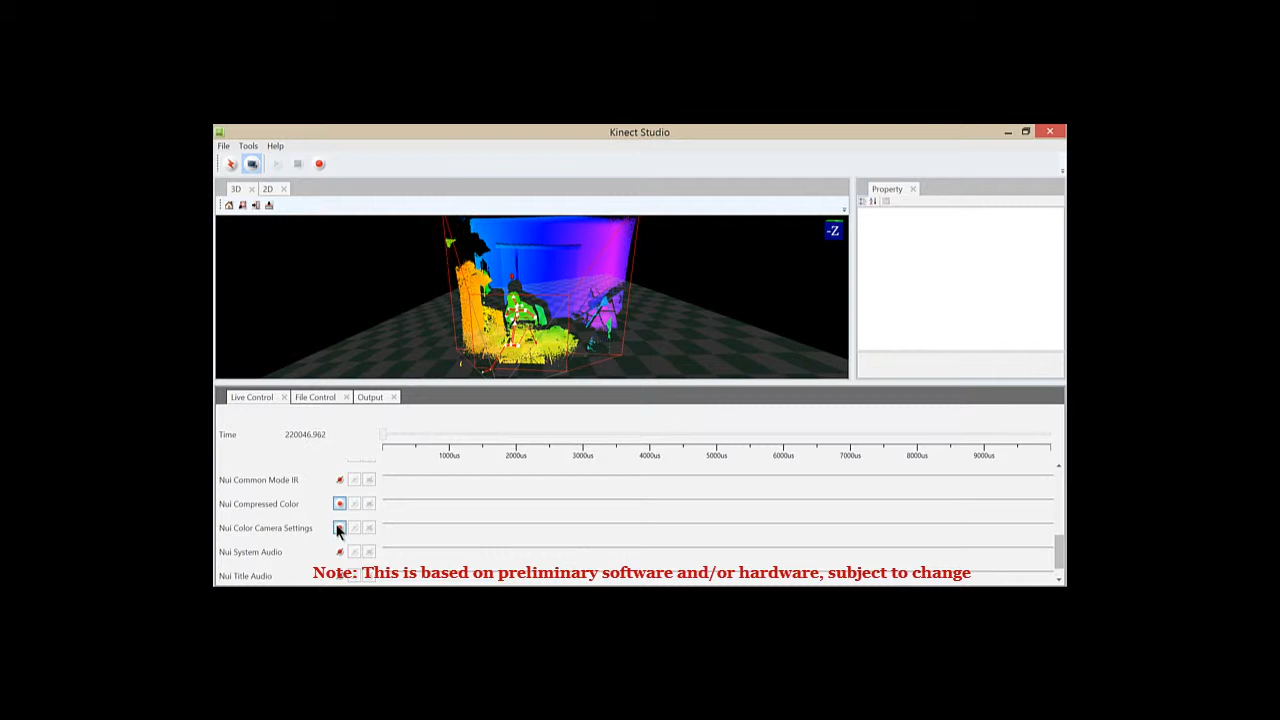 Kinect Studio
File Tools Help
3D 2D
Property
-Z
Live Control File Control Output
Time 220046.962
1000us 2000us 3000us 4000us 5000us 6000us 7000us 8000us 9000us
Nui Common Mode IR
Nui Compressed Color
Nui Color Camera Settings
Nui System Audio
Nui Title Audio
Note: This is based on preliminary software and/or hardware, subject to change